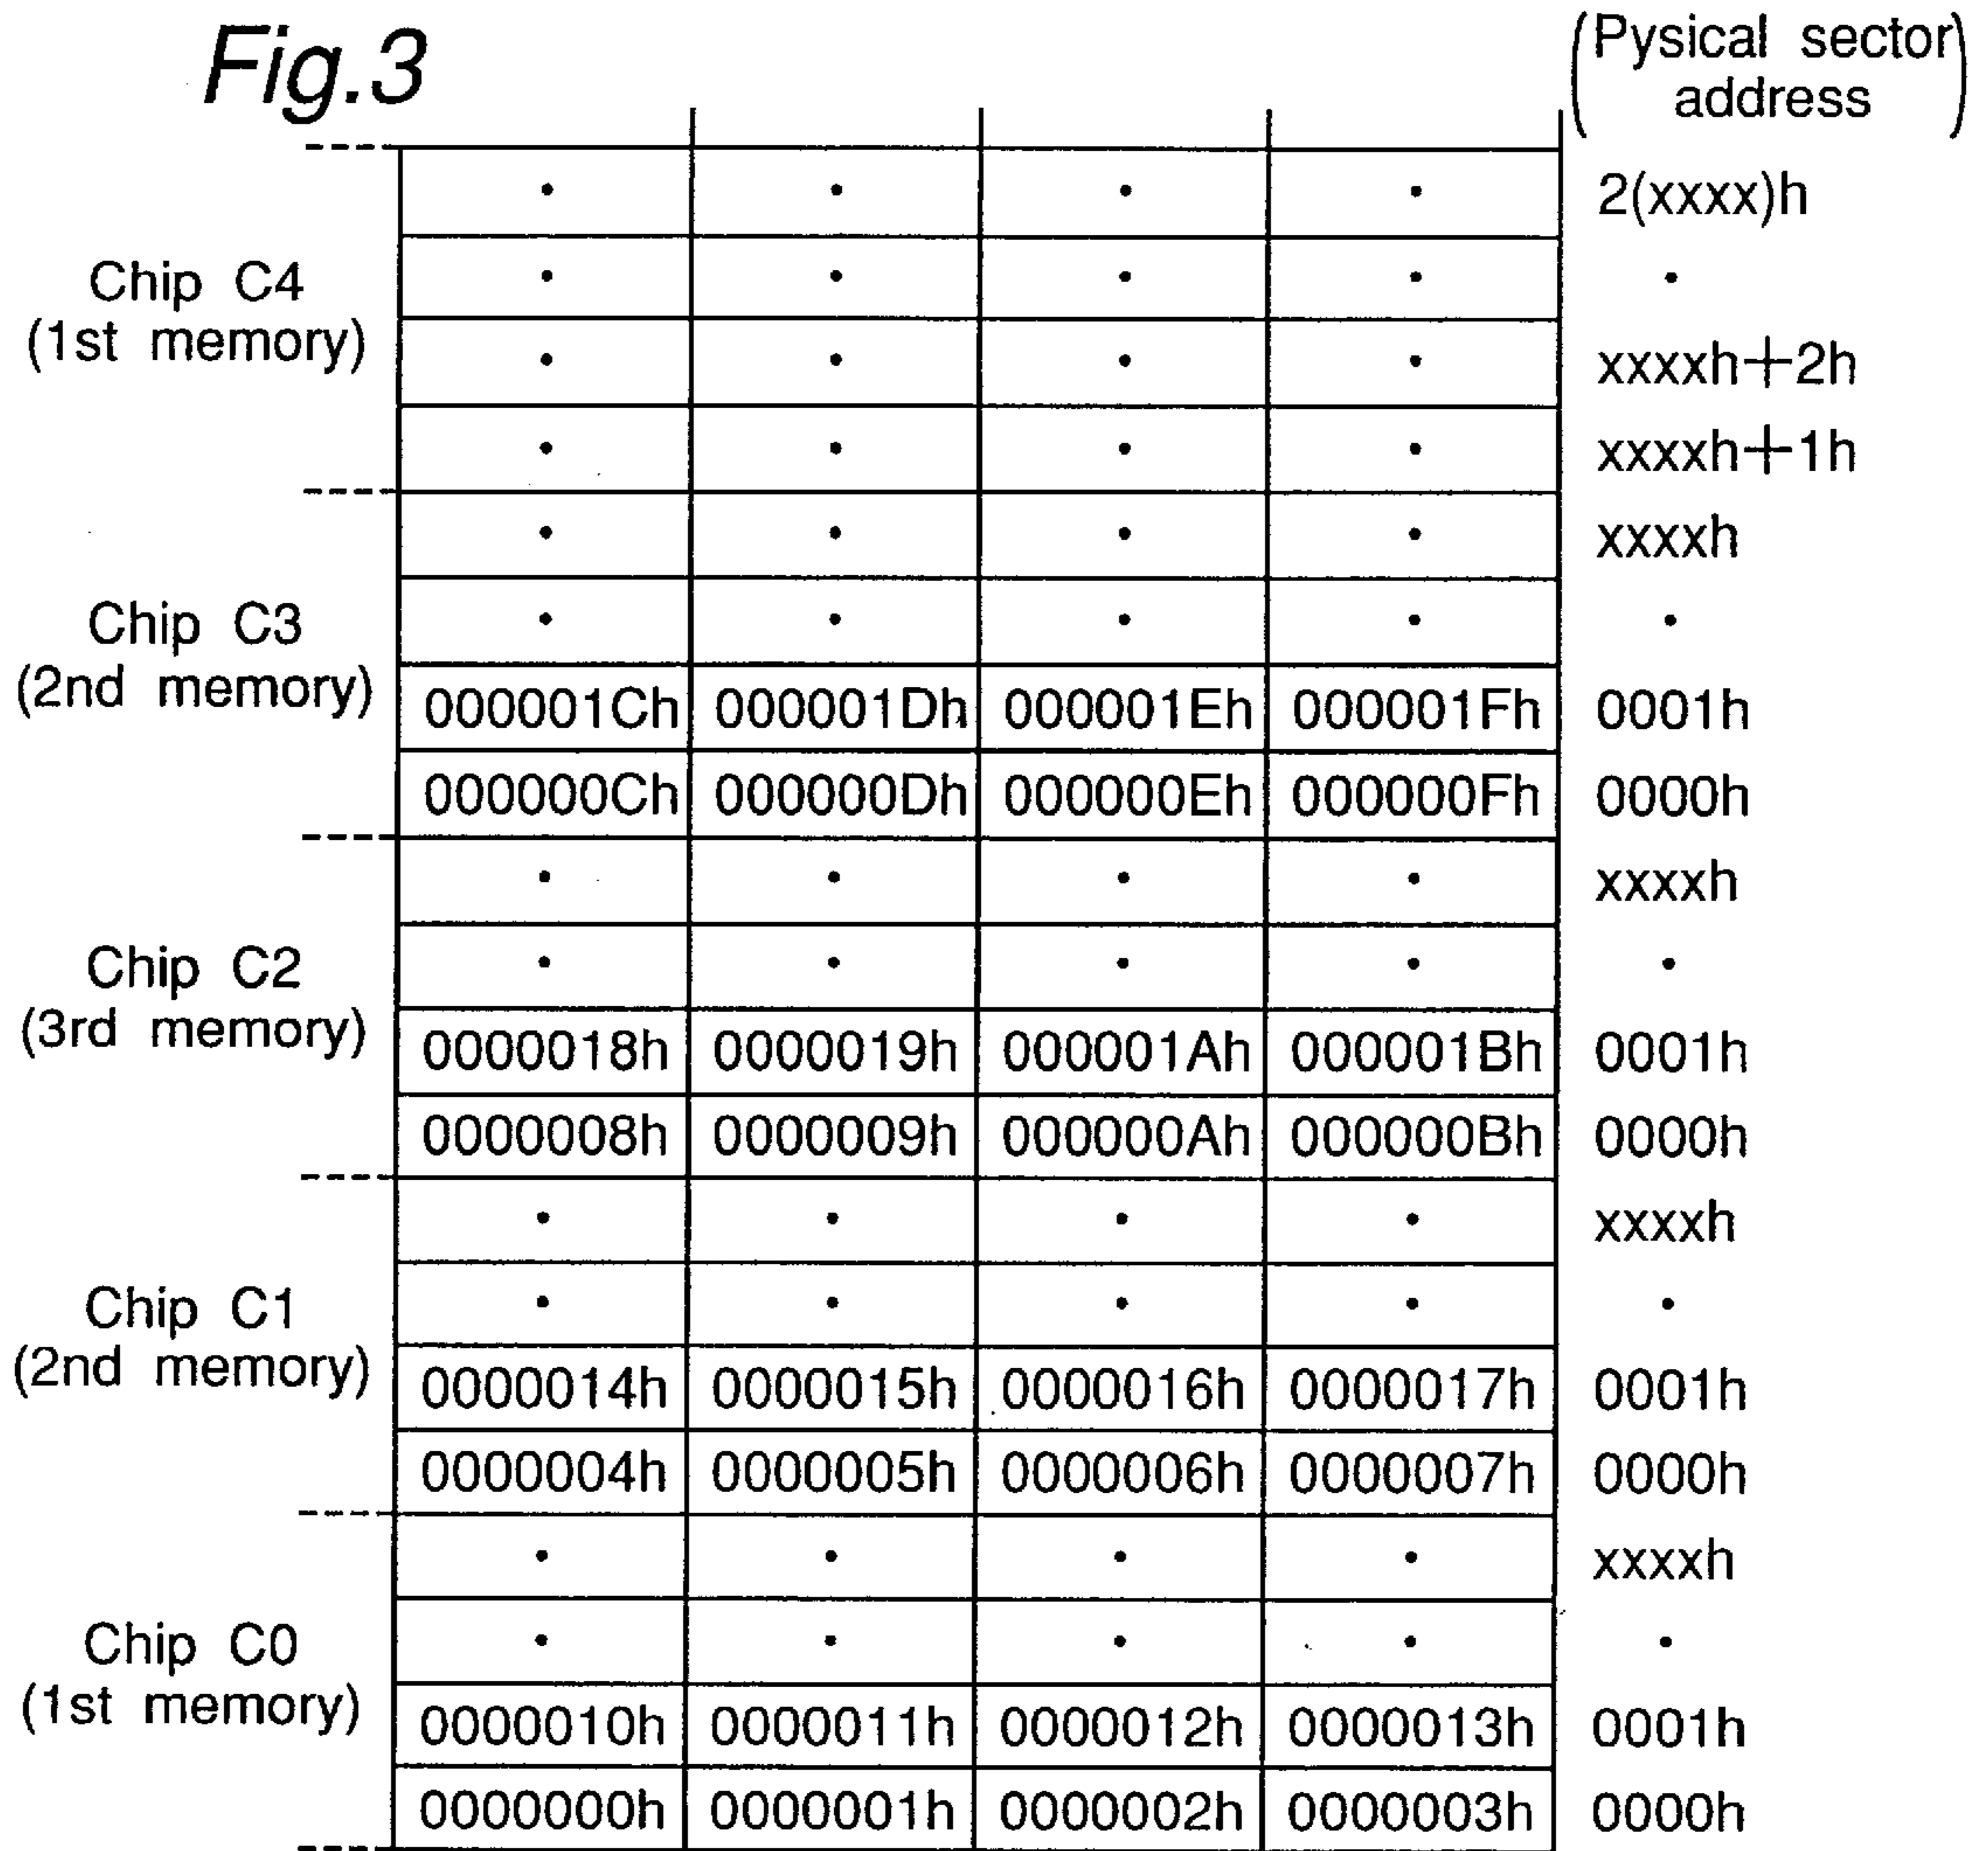 Fig.3
(Pysical sector
address)
2(xxxx)h
Chip C4
(1st memory)
xxxxh+2h
xxxxh+1h
xxxxh
Chip C3
(2nd memory)
000001Ch 000001Dh 000001Eh 000001Fh 0001h
000000Ch 000000Dh 000000Eh 000000Fh 0000h
xxxxh
Chip C2
(3rd memory)
0000018h 0000019h 000001Ah 000001Bh 0001h
0000008h 0000009h 000000Ah 000000Bh 0000h
xxxxh
Chip C1
(2nd memory)
0000014h 0000015h 0000016h 0000017h 0001h
0000004h 0000005h 0000006h 0000007h 0000h
xxxxh
Chip C0
(1st memory)
0000010h 0000011h 0000012h 0000013h 0001h
0000000h 0000001h 0000002h 0000003h 0000h